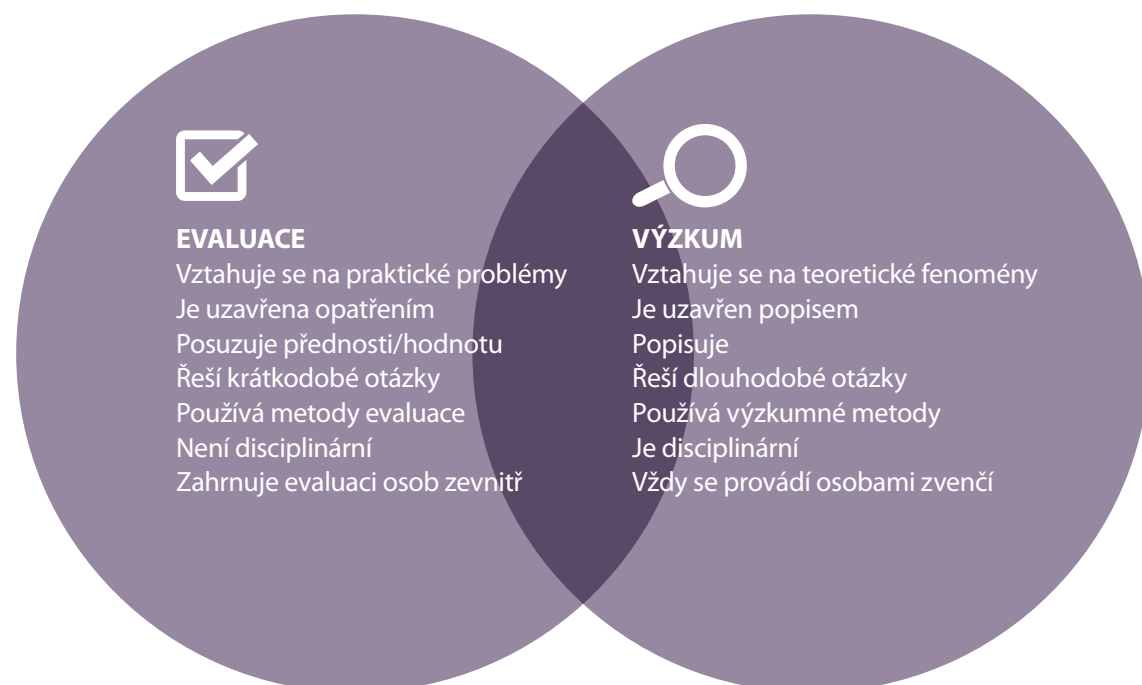 EVALUACE
Vztahuje se na praktické problémy
Je uzavřena opatřením
Posuzuje přednosti/hodnotu
Řeší krátkodobé otázky
Používá metody evaluace
Není disciplinární
Zahrnuje evaluaci osob zevnitř
VÝZKUM
Vztahuje se na teoretické fenomény
Je uzavřen popisem
Popisuje
Řeší dlouhodobé otázky
Používá výzkumné metody
Je disciplinární
Vždy se provádí osobami zvenčí